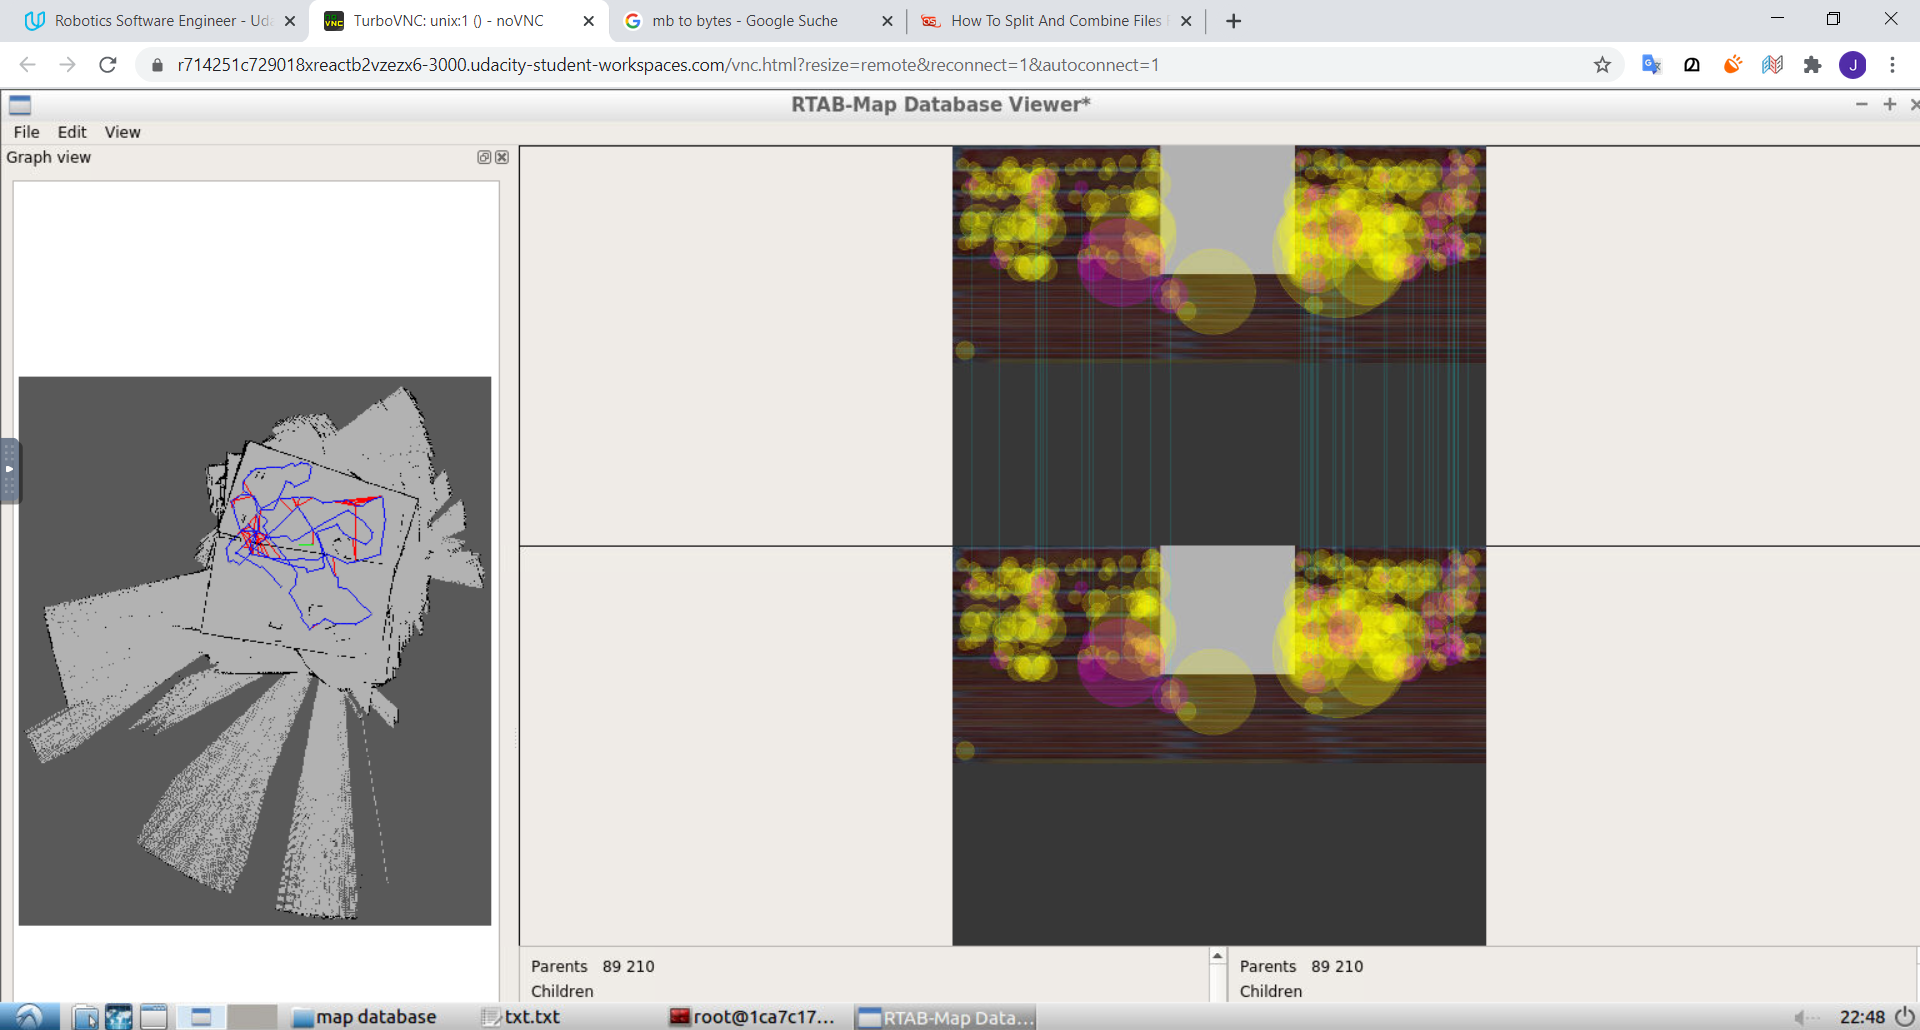 Robotics Software Engineer - Uda
TurboVNC: unix:1 () - noVNC
mb to bytes - Google Suche
How To Split And Combine Files
r714251c729018xreactb2vzezx6-3000.udacity-student-workspaces.com/vnc.html?resize=remote&reconnect=1&autoconnect=1
J
RTAB-Map Database Viewer*
File Edit View
Graph view
Parents 89 210
Children
Parents 89 210
Children
map database
txt.txt
root@1ca7c17...
RTAB-Map Data...
22:48